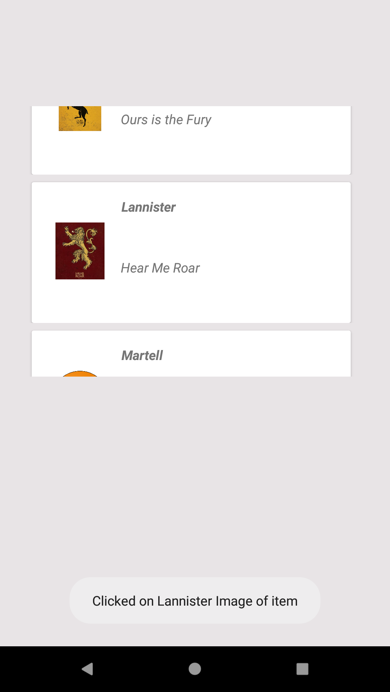 Ours is the Fury
Lannister
Hear Me Roar
Martell
Clicked on Lannister Image of item